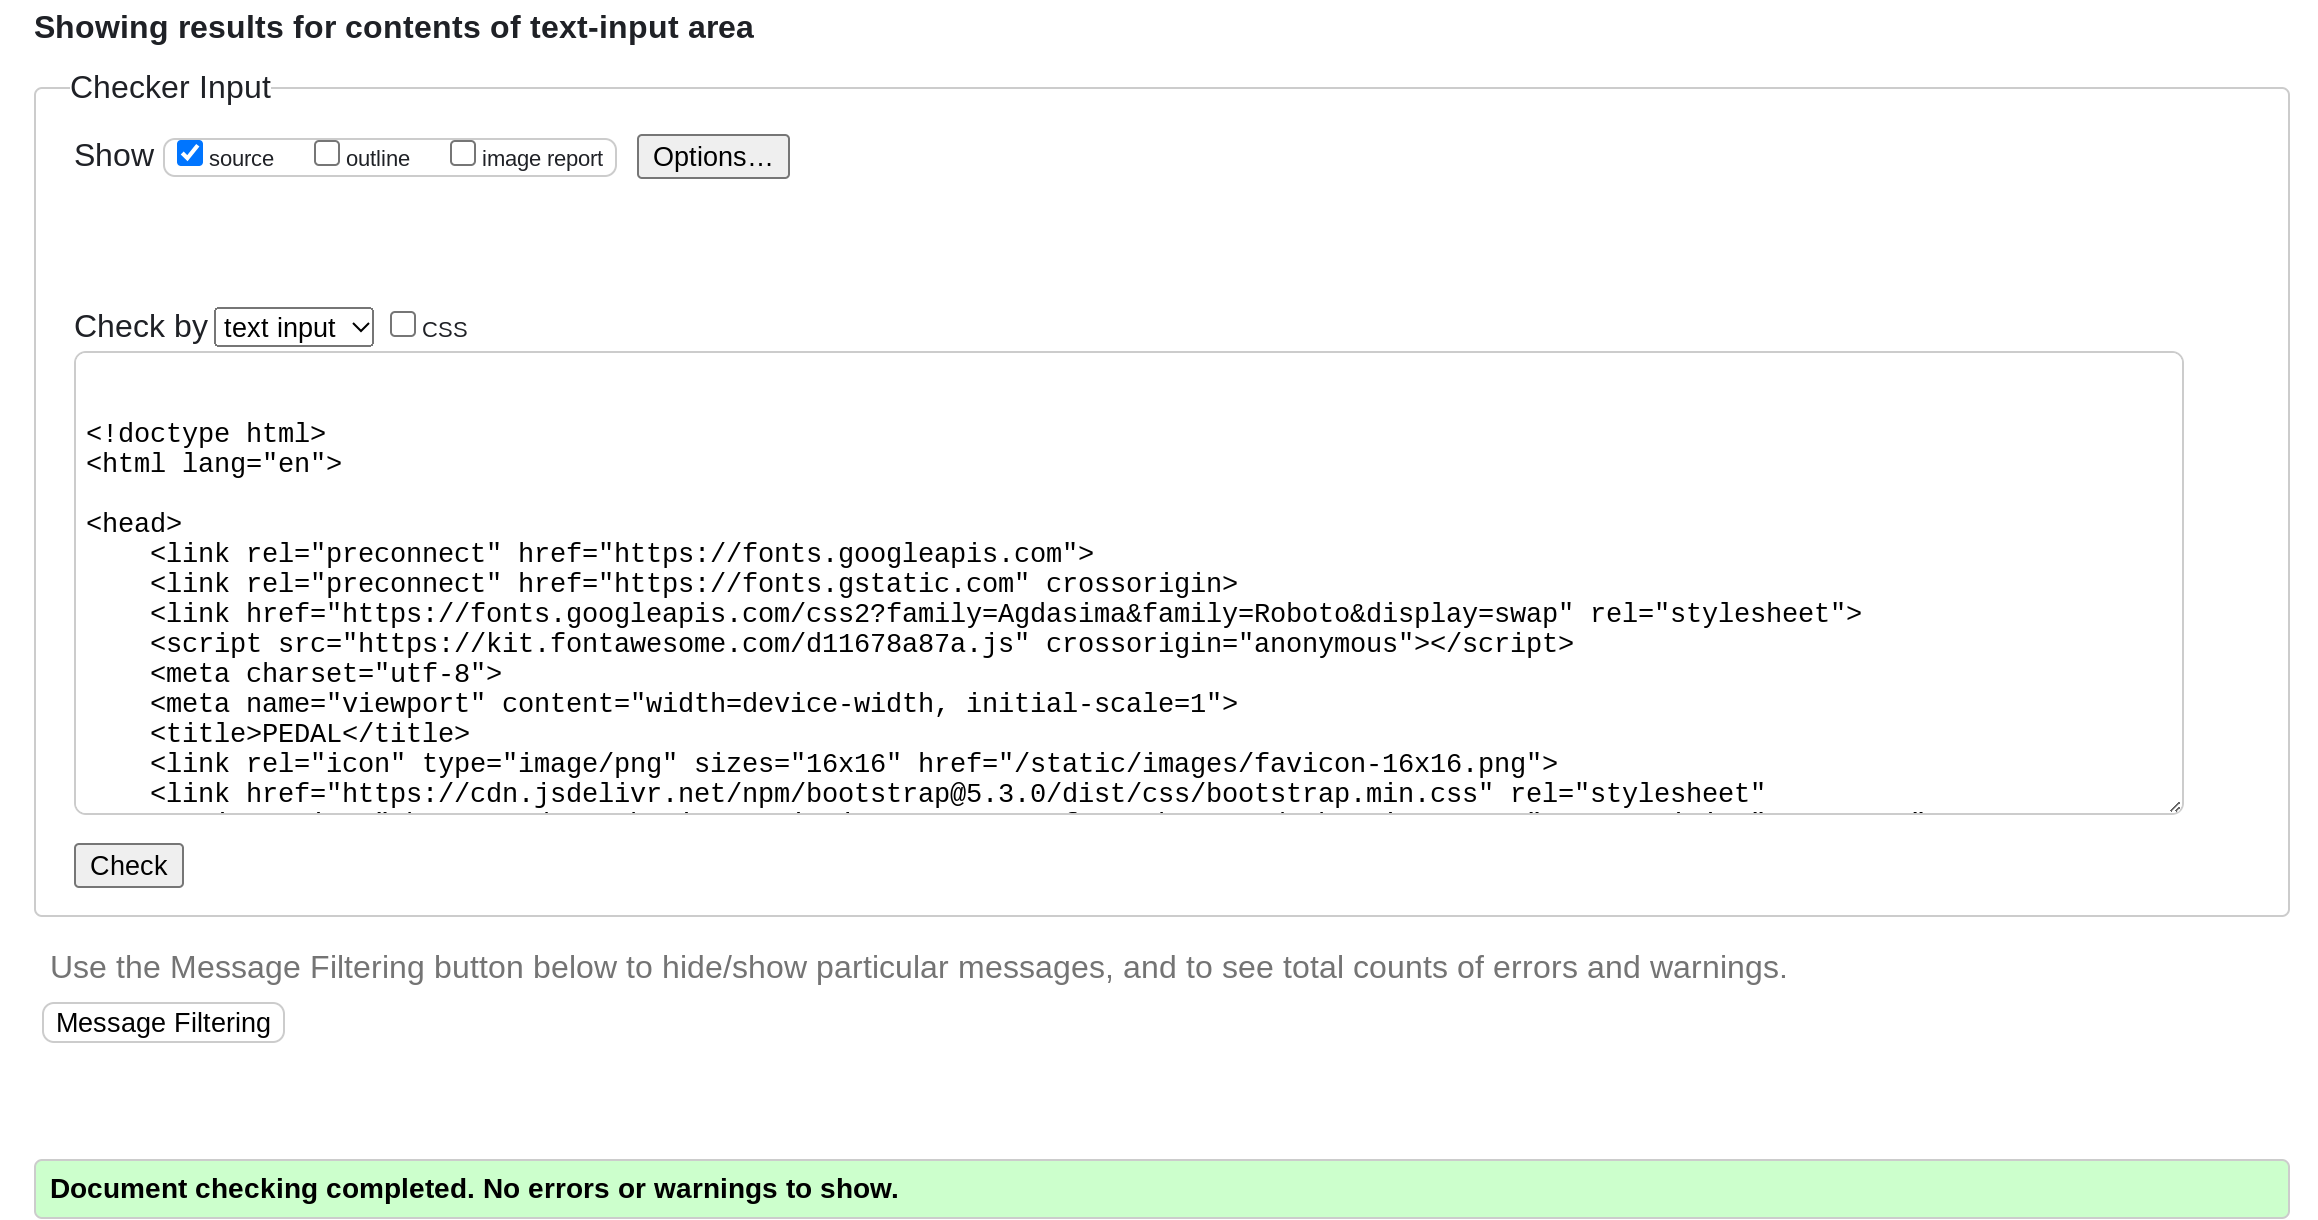 Showing results for contents of text-input area
Checker Input
Show source outline image report Options…
Check by text input CSS
<!doctype html>
<html lang="en">
<head>
<link rel="preconnect" href="https://fonts.googleapis.com">
<link rel="preconnect" href="https://fonts.gstatic.com" crossorigin>
<link href="https://fonts.googleapis.com/css2?family=Agdasima&family=Roboto&display=swap" rel="stylesheet">
<script src="https://kit.fontawesome.com/d11678a87a.js" crossorigin="anonymous"></script>
<meta charset="utf-8">
<meta name="viewport" content="width=device-width, initial-scale=1">
<title>PEDAL</title>
<link rel="icon" type="image/png" sizes="16x16" href="/static/images/favicon-16x16.png">
<link href="https://cdn.jsdelivr.net/npm/bootstrap@5.3.0/dist/css/bootstrap.min.css" rel="stylesheet"
Check
Use the Message Filtering button below to hide/show particular messages, and to see total counts of errors and warnings.
Message Filtering
Document checking completed. No errors or warnings to show.